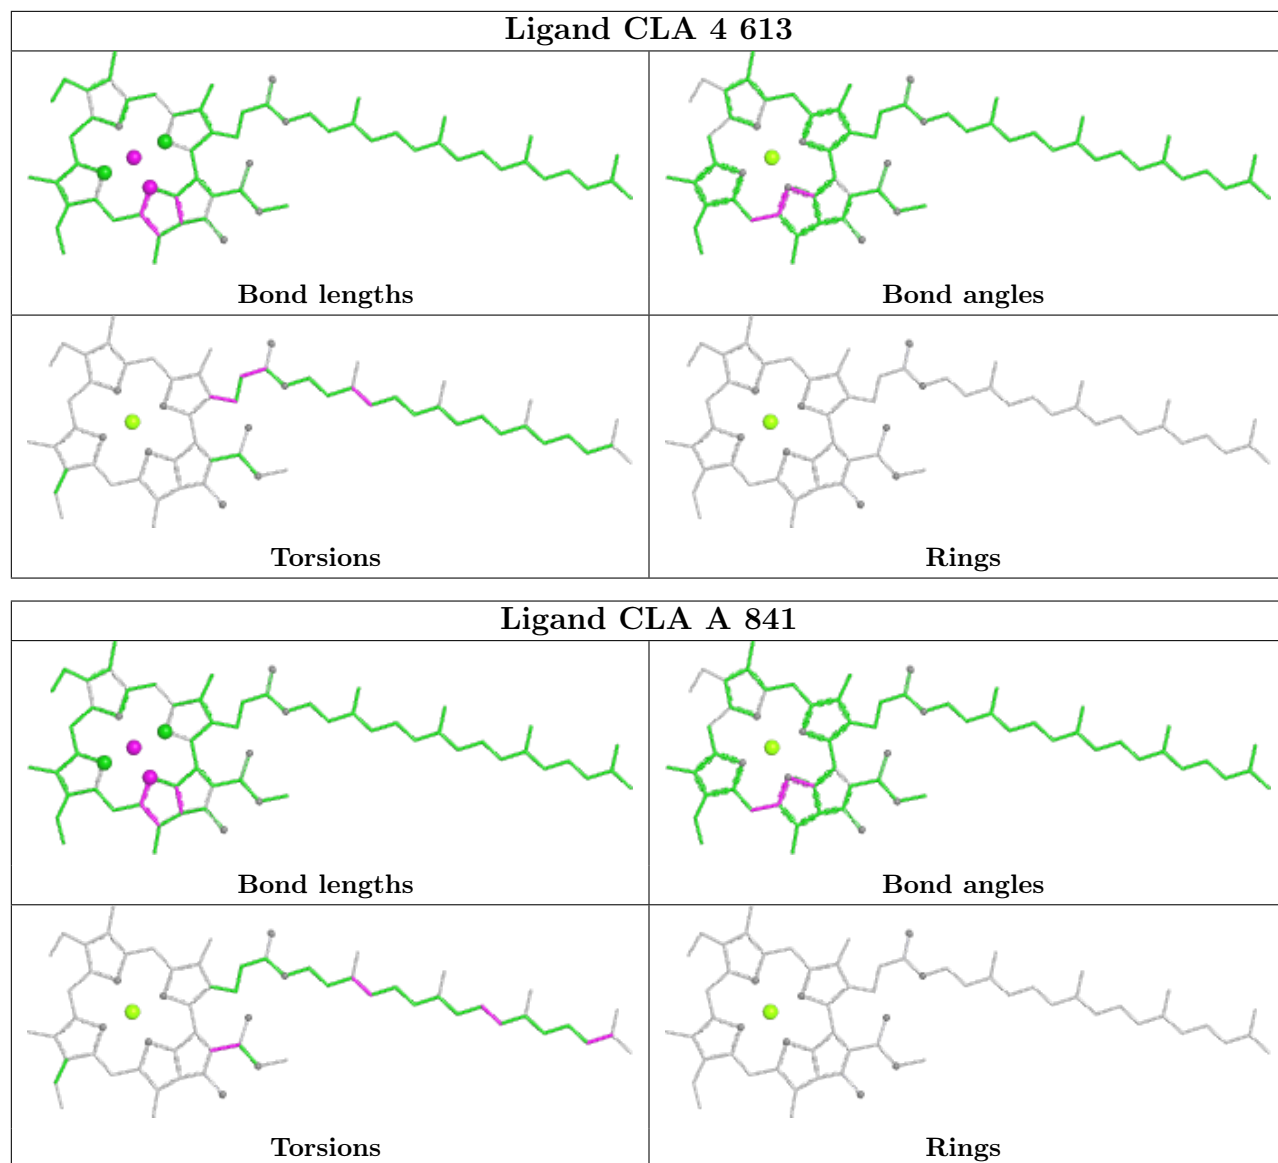 Ligand CLA 4 613
Bond lengths
Bond angles
Torsions
Rings
Ligand CLA A 841
Bond lengths
Bond angles
Torsions
Rings